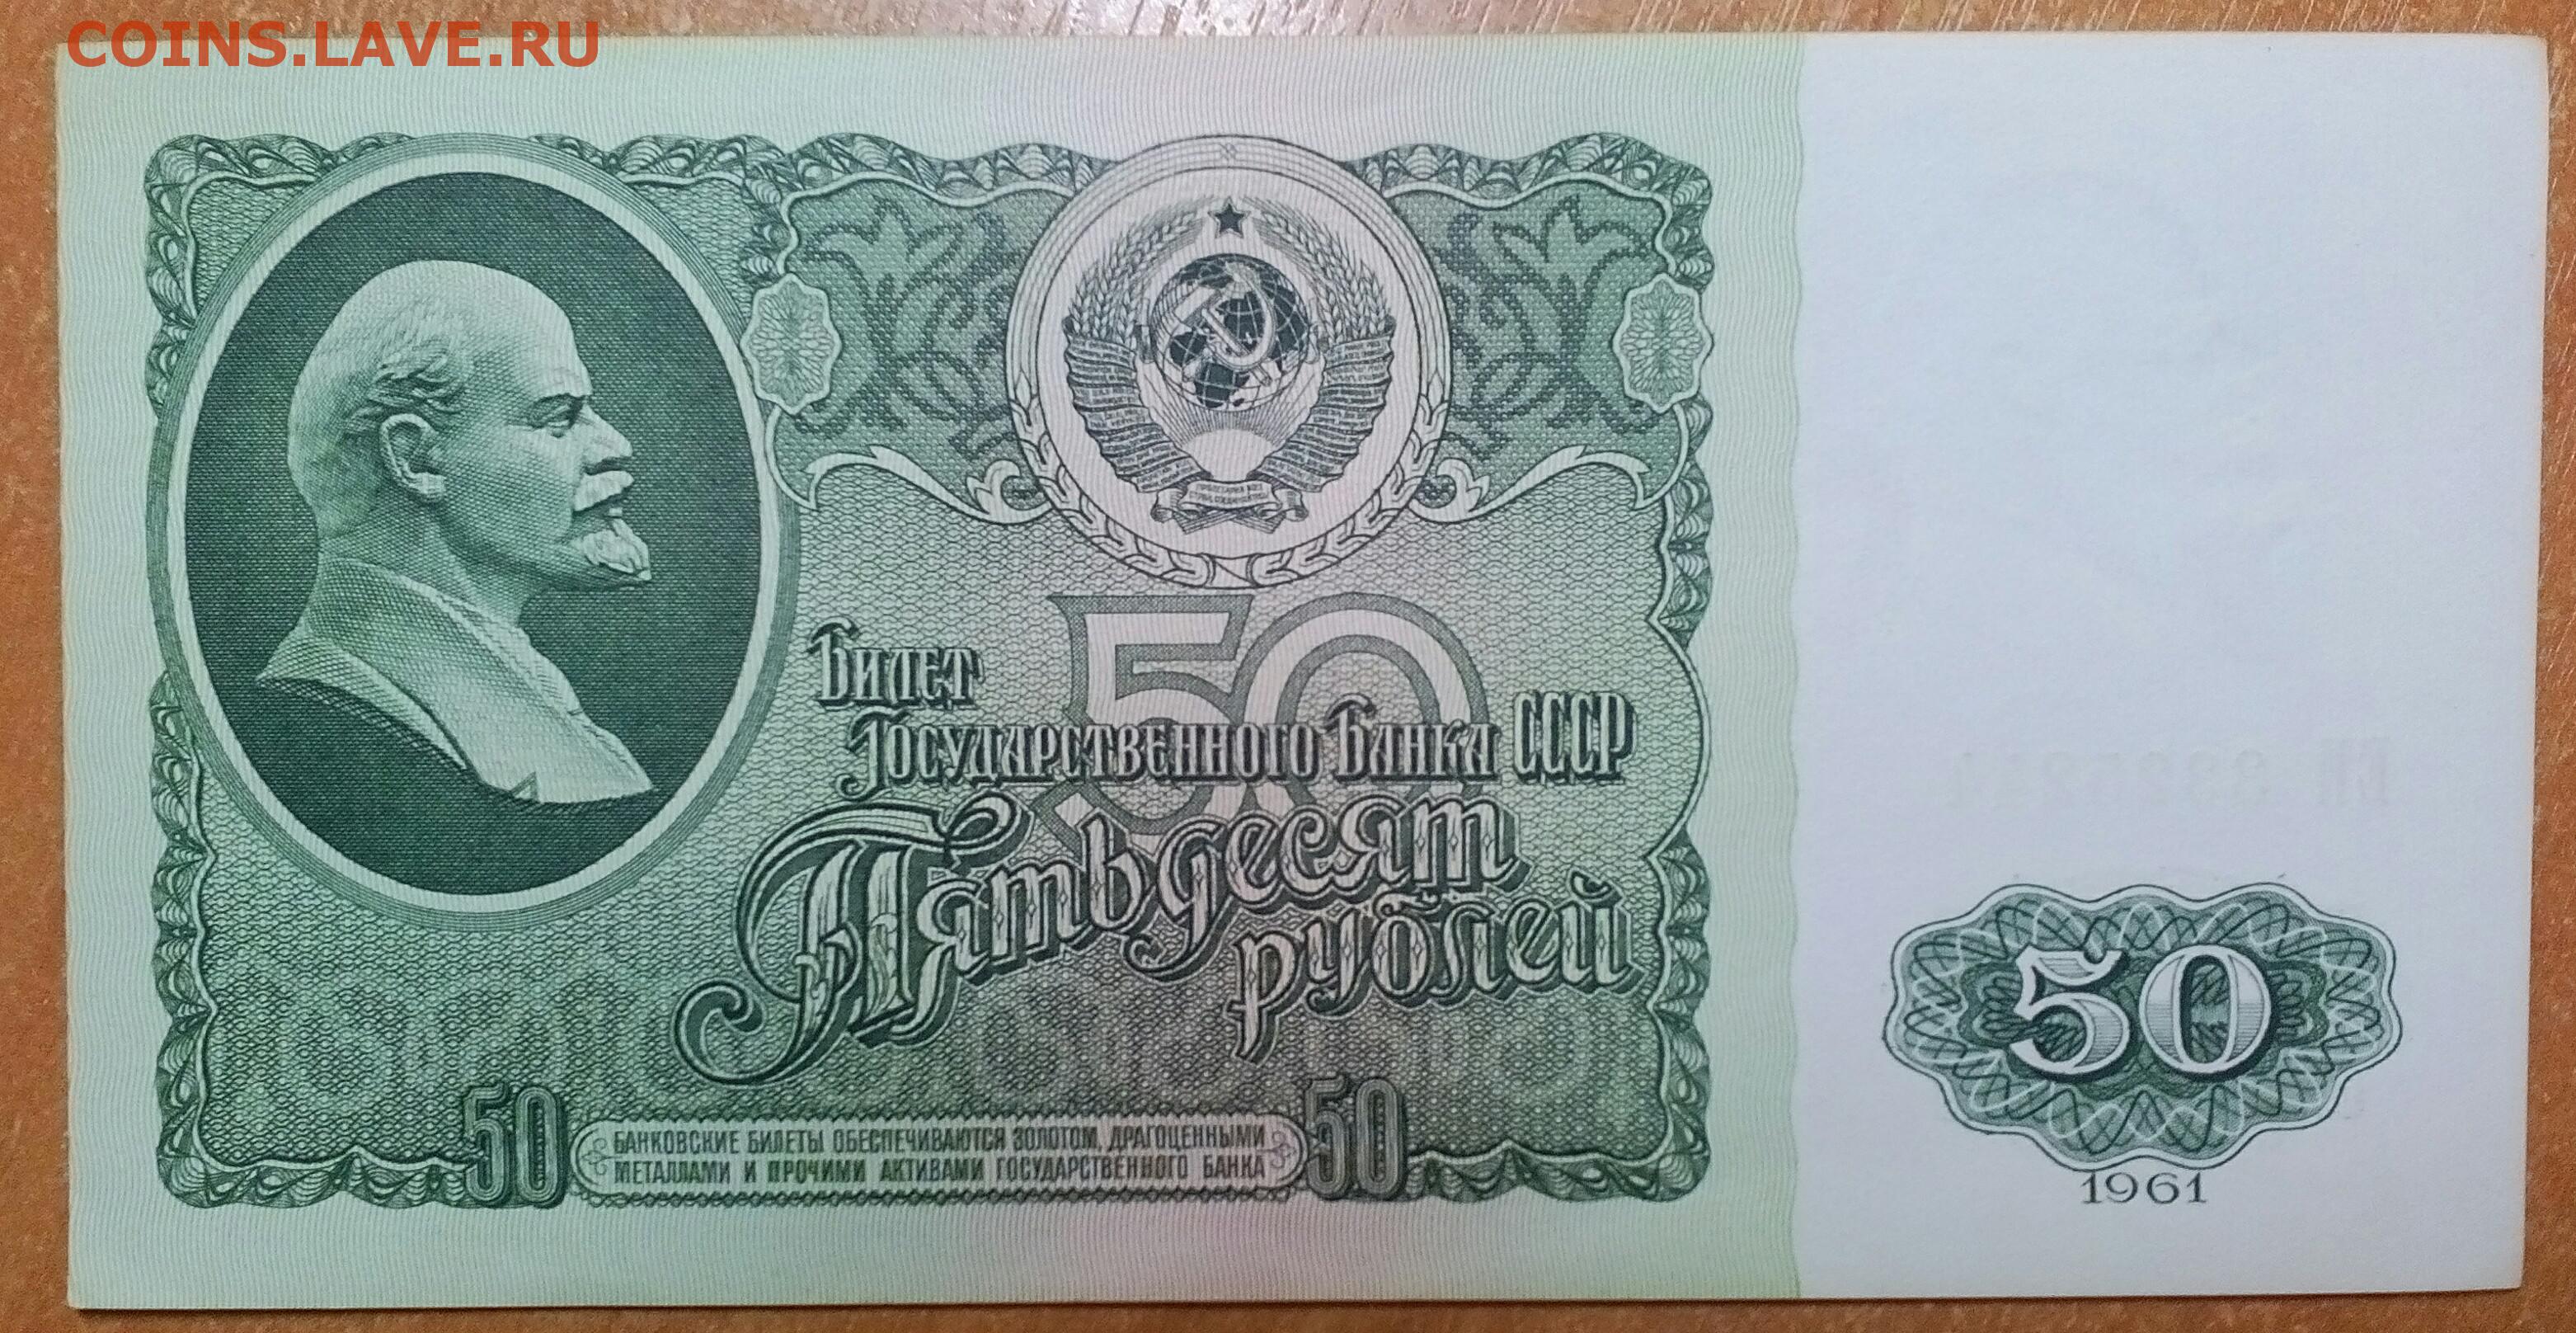 COINS.LAVE.RU
50
Билет
Государственного Банка СССР
Пятьдесят
рублей
50
БАНКОВСКИЕ БИЛЕТЫ ОБЕСПЕЧИВАЮТСЯ ЗОЛОТОМ, ДРАГОЦЕННЫМИ
МЕТАЛЛАМИ И ПРОЧИМИ АКТИВАМИ ГОСУДАРСТВЕННОГО БАНКА
50
50
1961